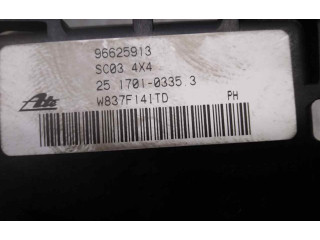 96625913
SC03 4X4
25.1701-0335.3
Ate
W837F141TD PH